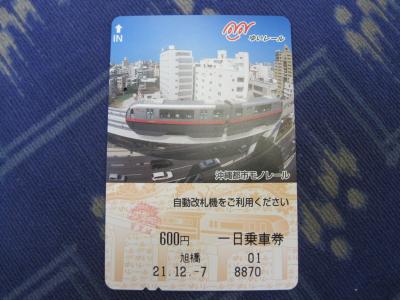 IN
ゆいレール
沖縄都市モノレール
自動改札機をご利用ください
600円 一日乗車券
旭橋 01
21.12.-7 8870